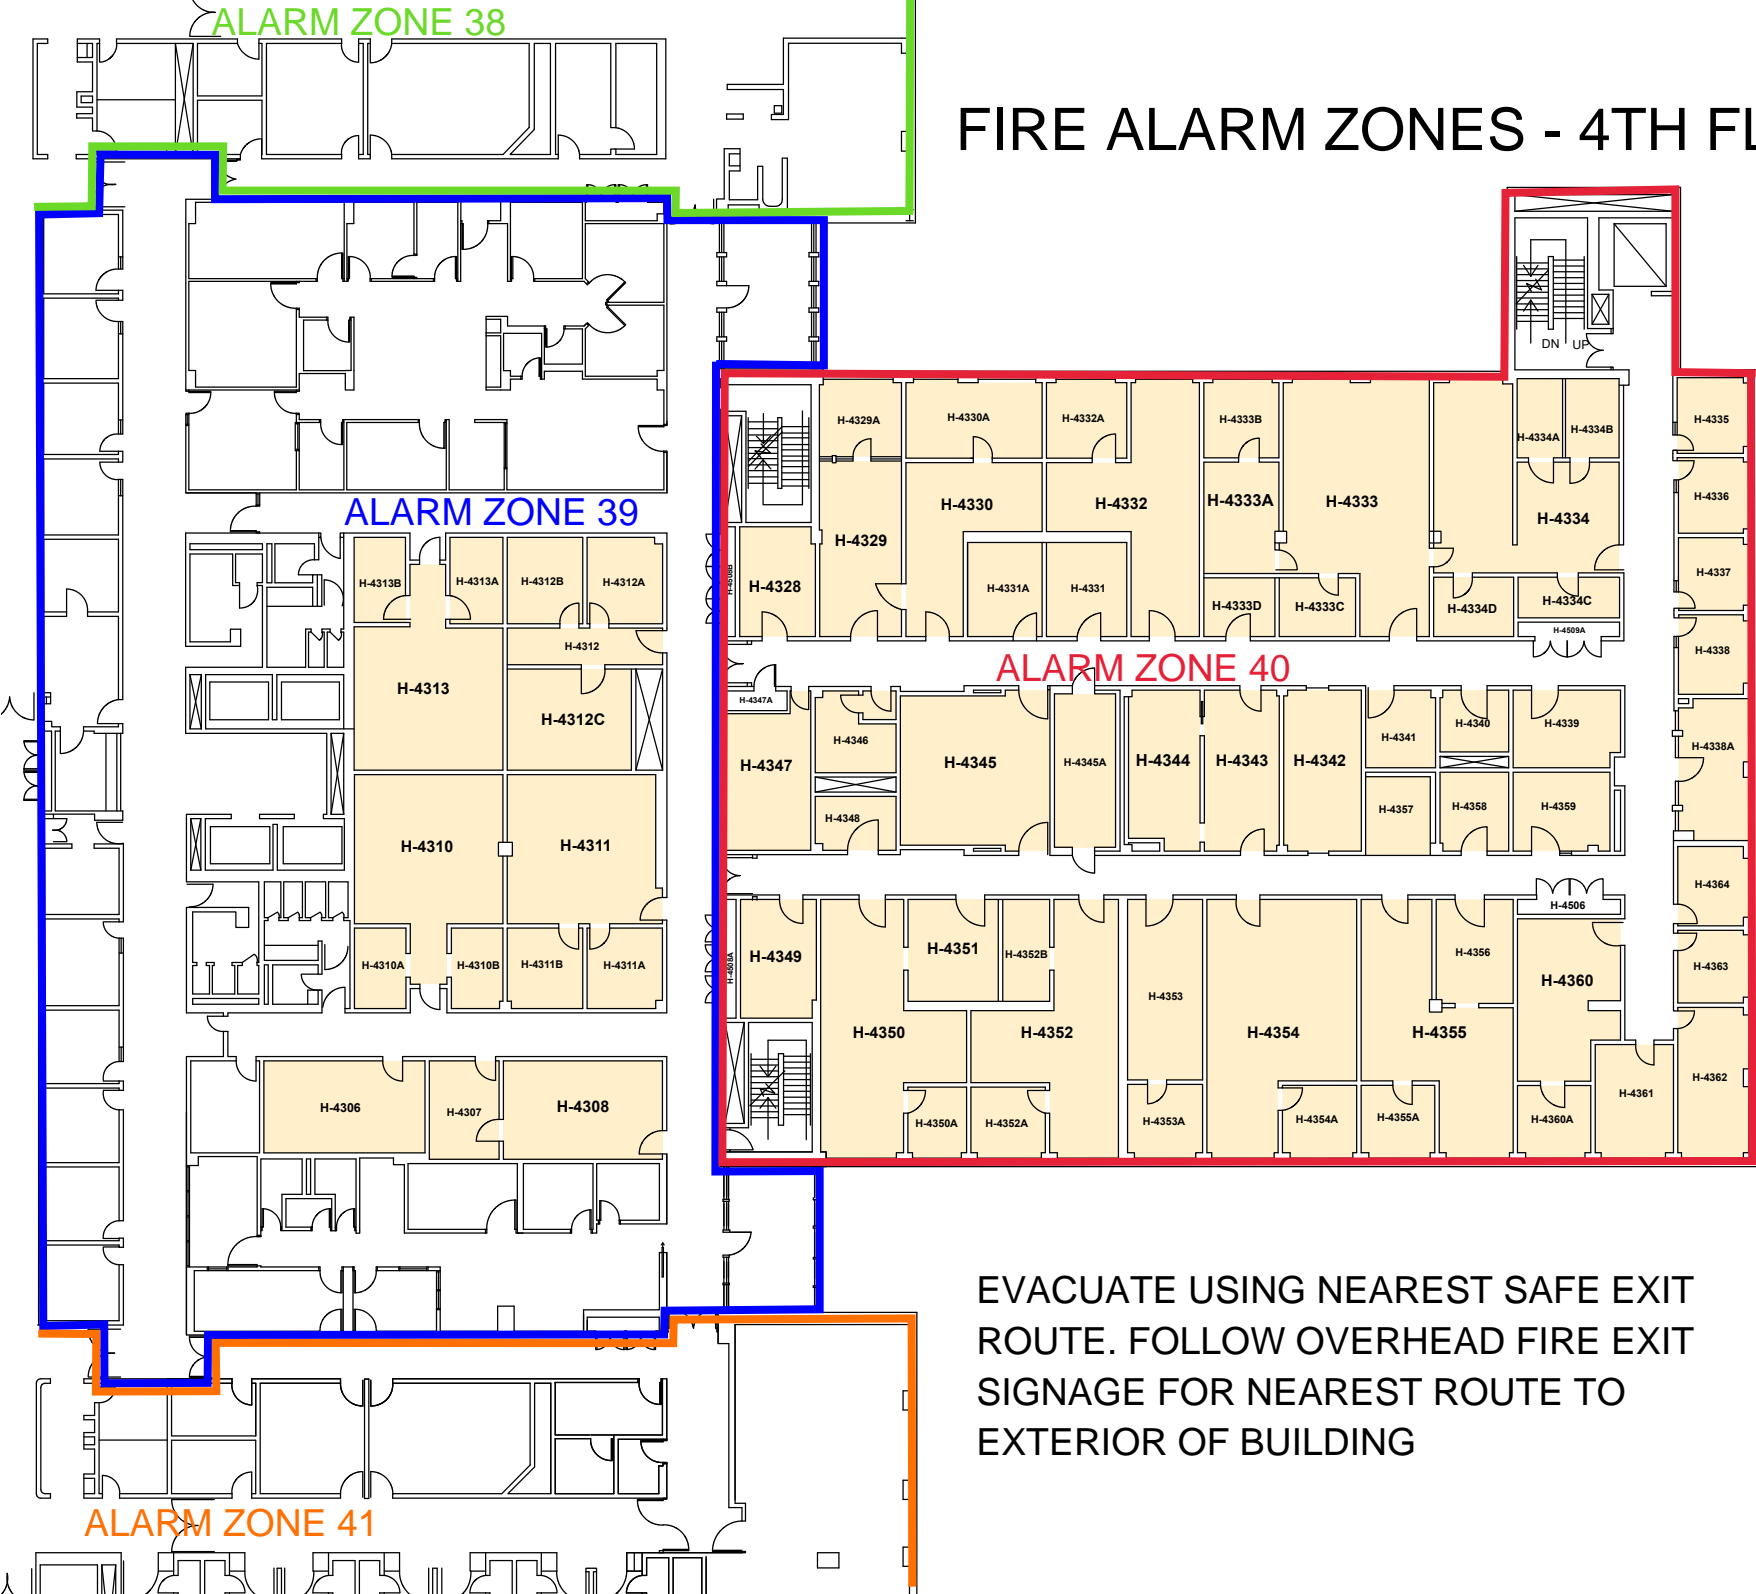 ALARM ZONE 38
FIRE ALARM ZONES - 4TH FL
DN UP
H-4329A H-4330A H-4332A H-4333B H-4334A H-4334B H-4335
H-4336
ALARM ZONE 39
H-4330 H-4332 H-4333A H-4333 H-4334
H-4329
H-4313B H-4313A H-4312B H-4312A
H-4508B H-4328 H-4331A H-4331 H-4337
H-4333D H-4333C H-4334D H-4334C
H-4509A
H-4312 H-4338
ALARM ZONE 40
H-4313 H-4347A
H-4312C H-4346 H-4341 H-4340 H-4339
H-4338A
H-4347 H-4345 H-4345A H-4344 H-4343 H-4342
H-4348 H-4357 H-4358 H-4359
H-4310 H-4311
H-4364
H-4506
H-4310A H-4310B H-4311B H-4311A
H-4508A H-4349 H-4351 H-4352B H-4356
H-4363
H-4353 H-4360
H-4350 H-4352 H-4354 H-4355
H-4306 H-4307 H-4308
H-4361 H-4362
H-4350A H-4352A H-4353A H-4354A H-4355A H-4360A
EVACUATE USING NEAREST SAFE EXIT
ROUTE. FOLLOW OVERHEAD FIRE EXIT
SIGNAGE FOR NEAREST ROUTE TO
EXTERIOR OF BUILDING
ALARM ZONE 41